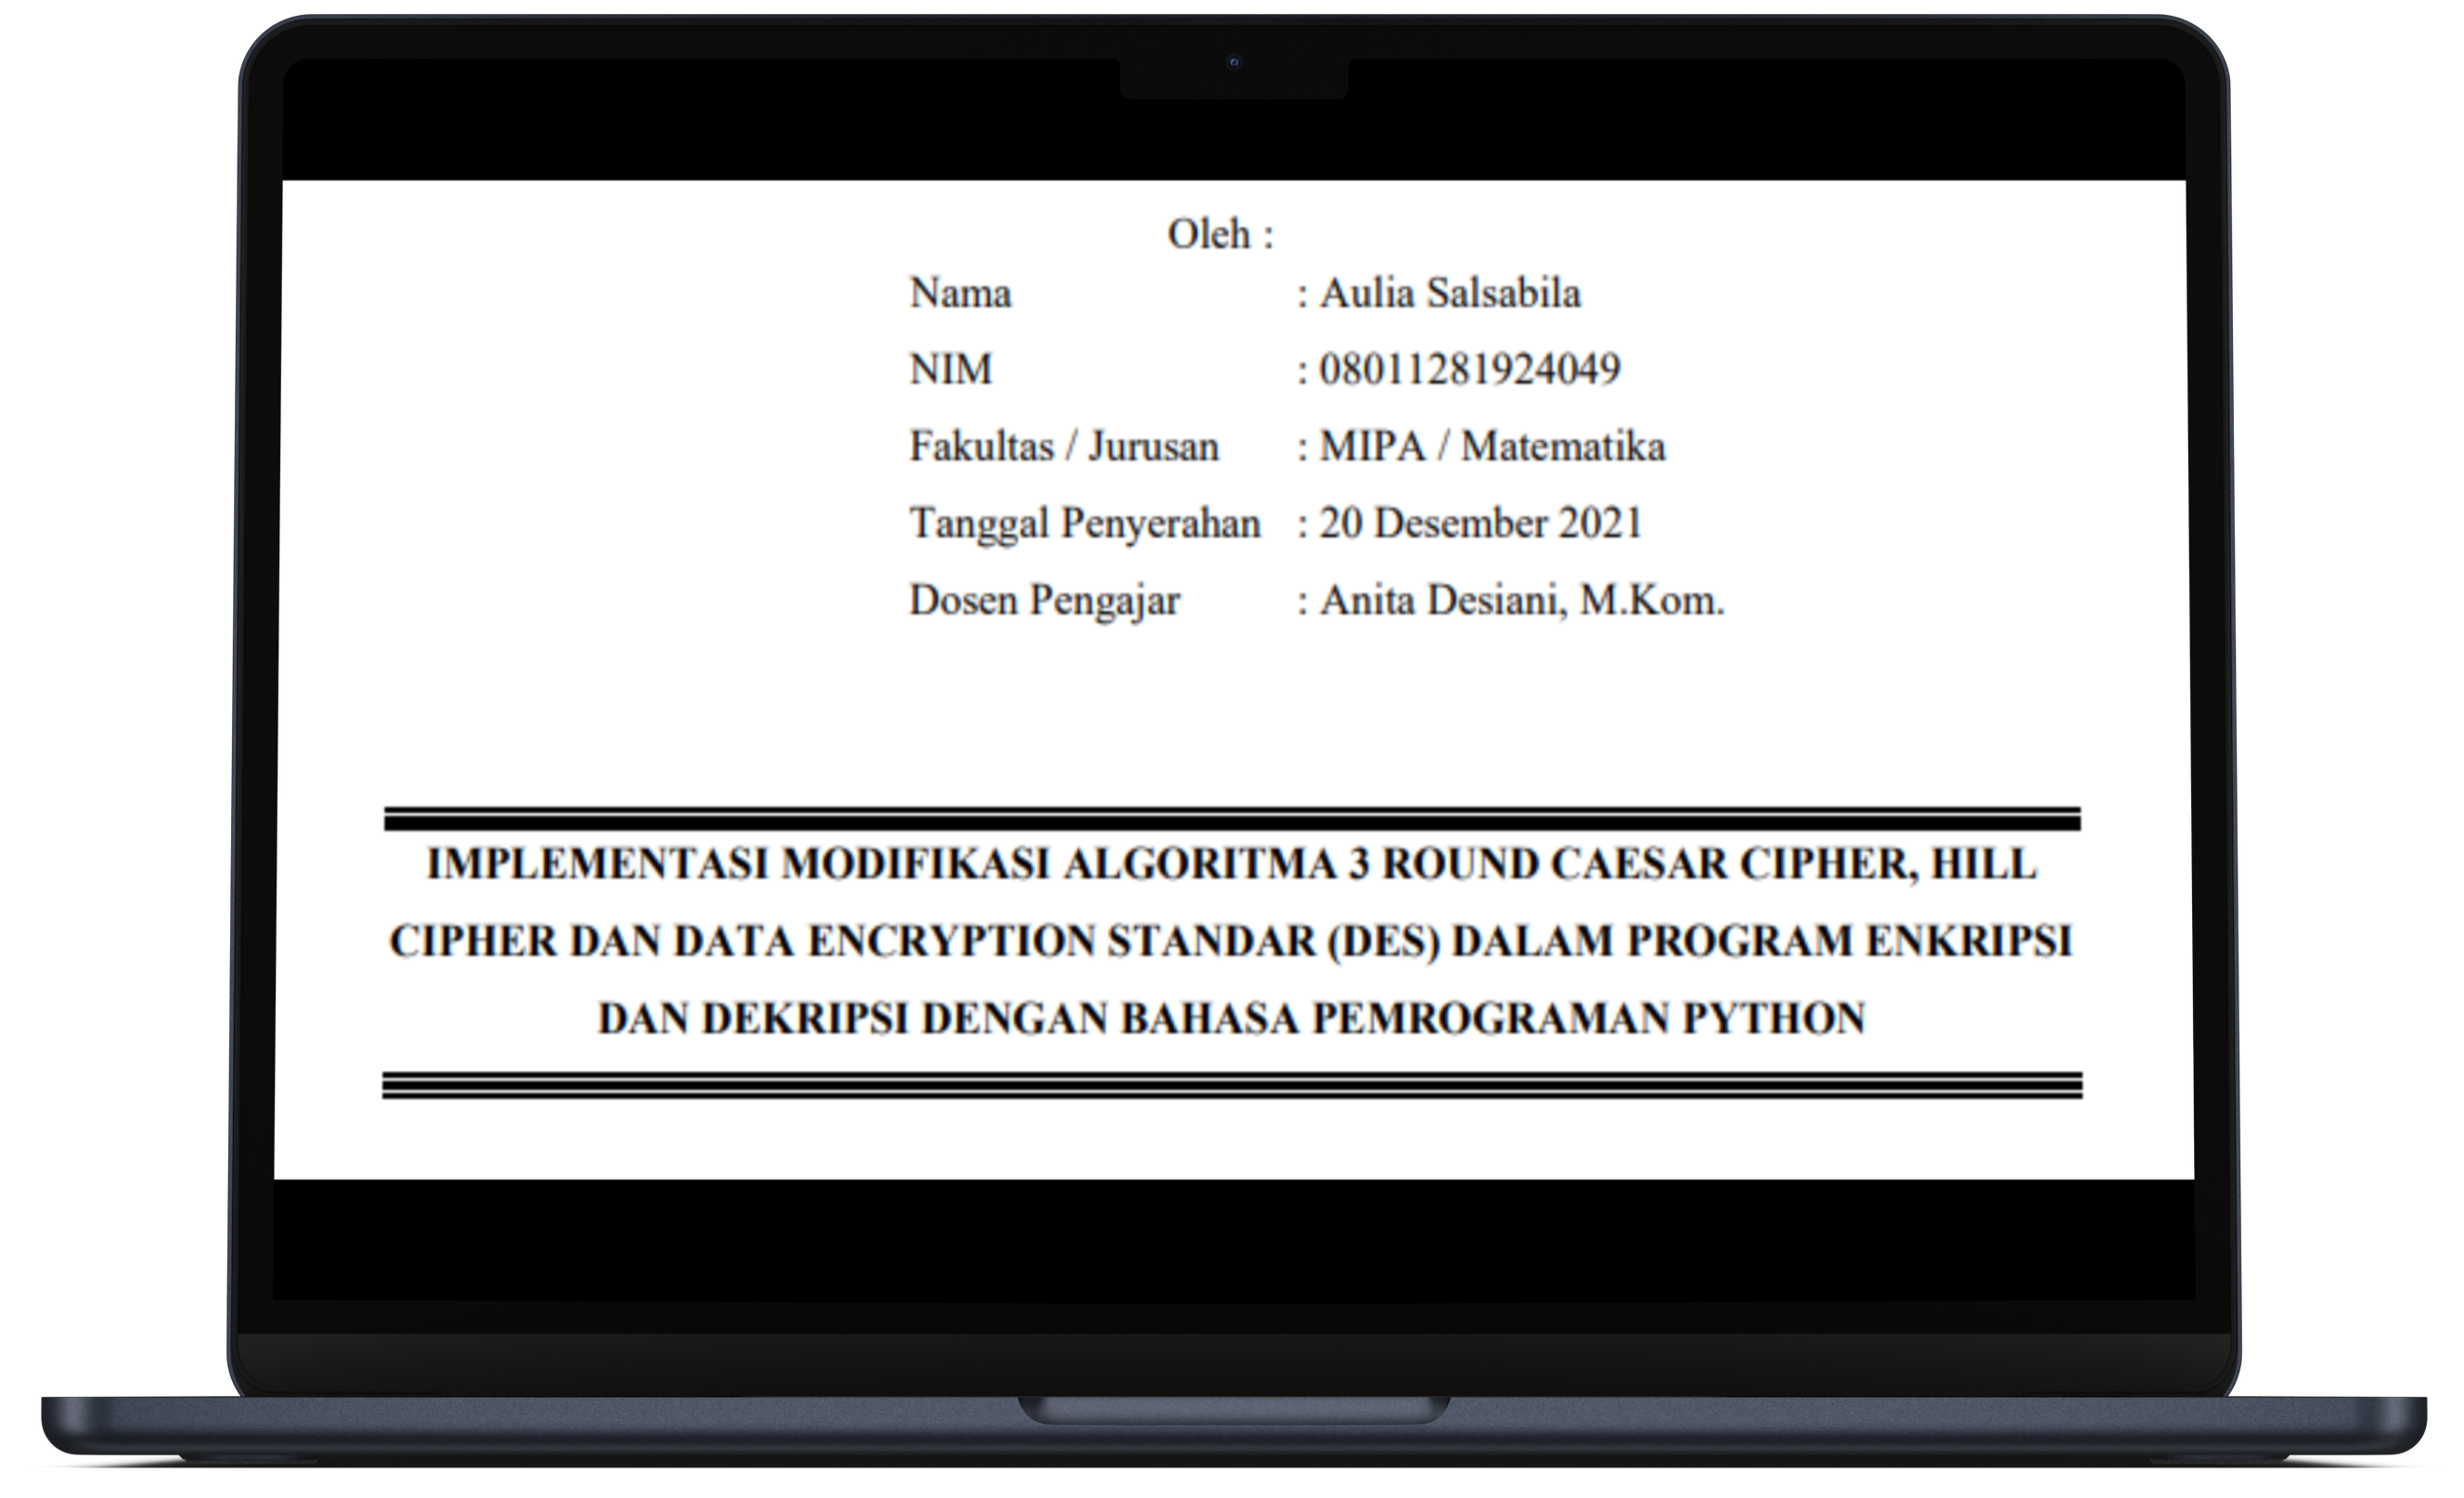 Oleh :
Nama : Aulia Salsabila
NIM : 08011281924049
Fakultas / Jurusan : MIPA / Matematika
Tanggal Penyerahan : 20 Desember 2021
Dosen Pengajar : Anita Desiani, M.Kom.
IMPLEMENTASI MODIFIKASI ALGORITMA 3 ROUND CAESAR CIPHER, HILL
CIPHER DAN DATA ENCRYPTION STANDAR (DES) DALAM PROGRAM ENKRIPSI
DAN DEKRIPSI DENGAN BAHASA PEMROGRAMAN PYTHON